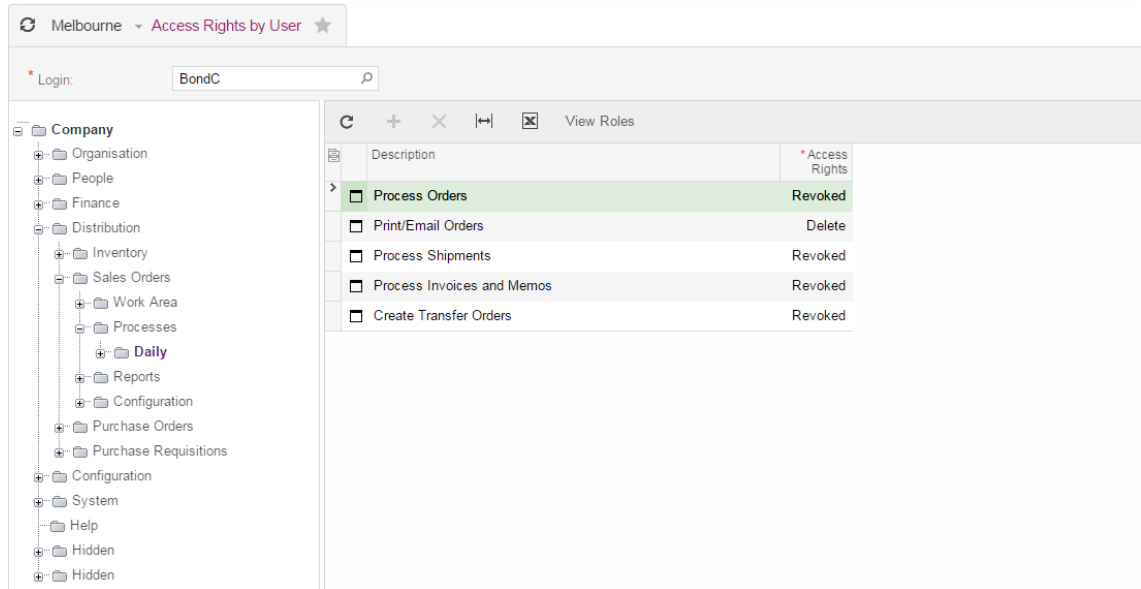 Melbourne Access Rights by User
* Login: BondC
Company
Organisation
People
Finance
Distribution
Inventory
Sales Orders
Work Area
Processes
Daily
Reports
Configuration
Purchase Orders
Purchase Requisitions
Configuration
System
Help
Hidden
Hidden
View Roles
Description * Access
Rights
Process Orders Revoked
Print/Email Orders Delete
Process Shipments Revoked
Process Invoices and Memos Revoked
Create Transfer Orders Revoked